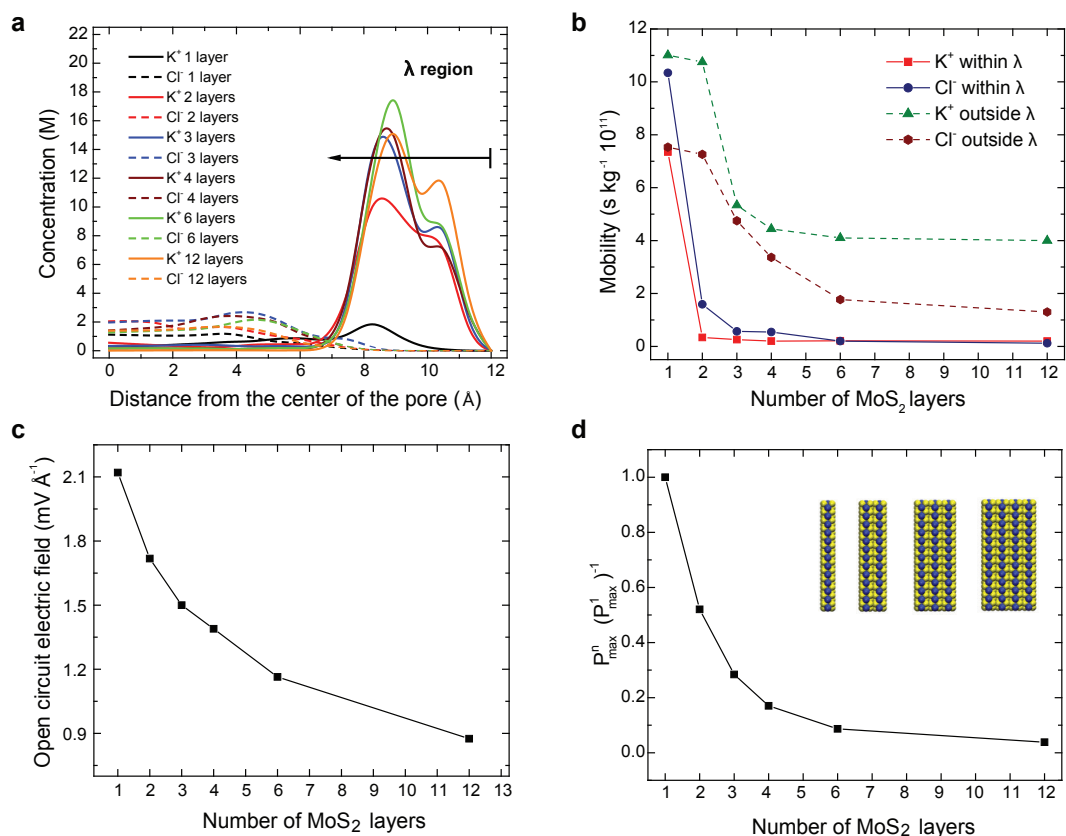 a
22
20
18
16
14
12
10
8
6
4
2
0
Concentration (M)
K⁺ 1 layer
Cl⁻ 1 layer
K⁺ 2 layers
Cl⁻ 2 layers
K⁺ 3 layers
Cl⁻ 3 layers
K⁺ 4 layers
Cl⁻ 4 layers
K⁺ 6 layers
Cl⁻ 6 layers
K⁺ 12 layers
Cl⁻ 12 layers
λ region
0 2 4 6 8 10 12
Distance from the center of the pore (Å)
b
12
10
8
6
4
2
0
Mobility (s kg⁻¹ 10¹¹)
K⁺ within λ
Cl⁻ within λ
K⁺ outside λ
Cl⁻ outside λ
1 2 3 4 5 6 7 8 9 10 11 12
Number of MoS₂ layers
c
2.1
1.8
1.5
1.2
0.9
Open circuit electric field (mV Å⁻¹)
1 2 3 4 5 6 7 8 9 10 11 12 13
Number of MoS₂ layers
d
1.0
0.8
0.6
0.4
0.2
0.0
Pⁿmax (P¹max)⁻¹
1 2 3 4 5 6 7 8 9 10 11 12
Number of MoS₂ layers